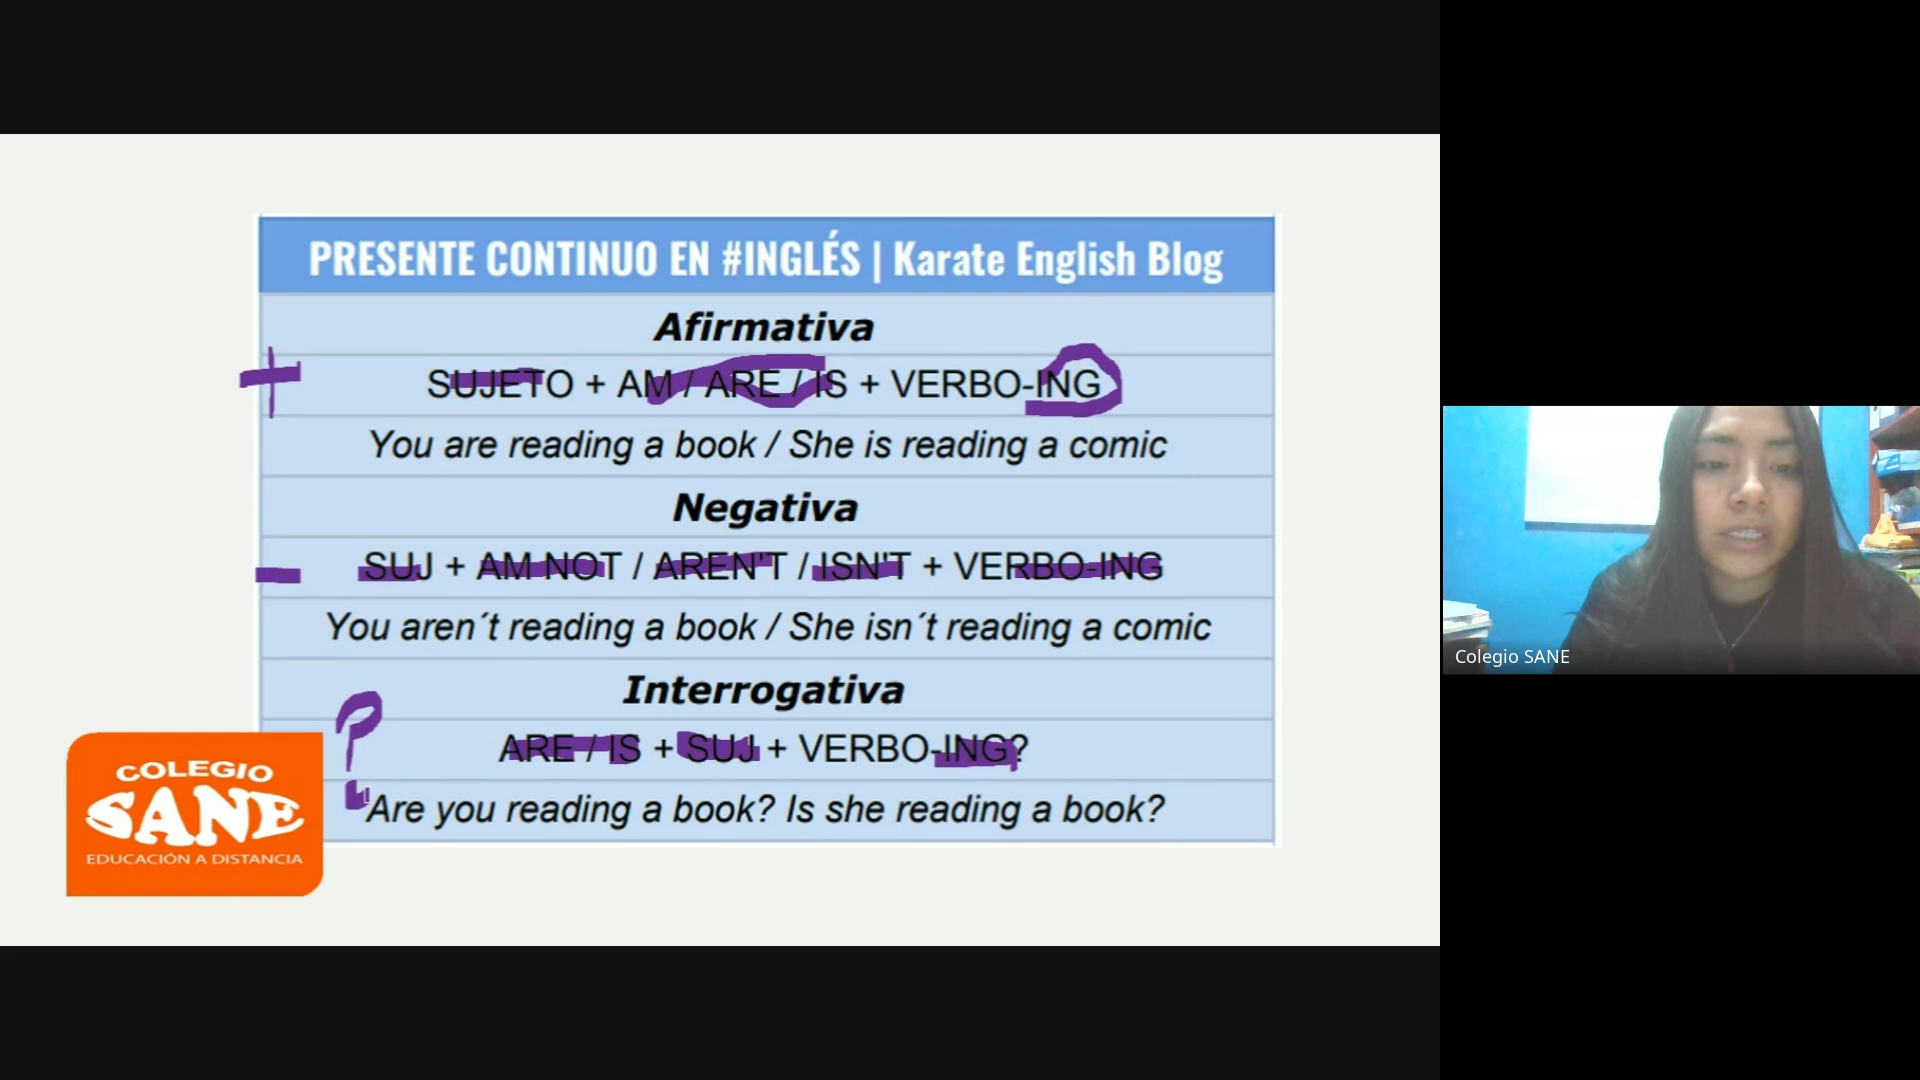 PRESENTE CONTINUO EN #INGLÉS | Karate English Blog
Afirmativa
+
SUJETO + AM / ARE / IS + VERBO-ING
You are reading a book / She is reading a comic
Negativa
-
SUJ + AM NOT / AREN'T / ISN'T + VERBO-ING
You aren´t reading a book / She isn´t reading a comic
Interrogativa
?
ARE / IS + SUJ + VERBO-ING?
Are you reading a book? Is she reading a book?
COLEGIO
SANE
EDUCACIÓN A DISTANCIA
Colegio SANE